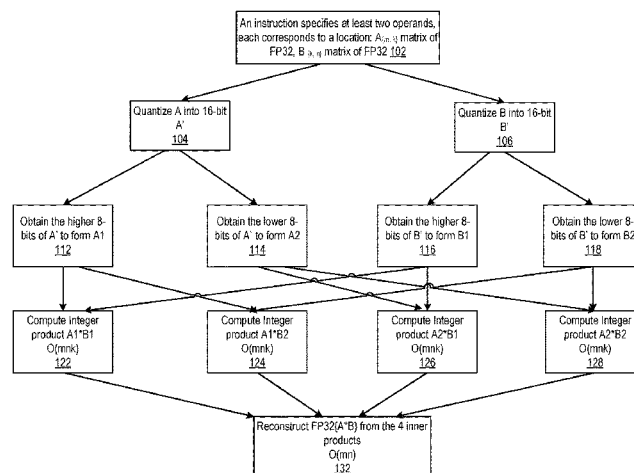 An instruction specifies at least two operands,
each corresponds to a location: A[m, k] matrix of
FP32, B [k, n] matrix of FP32 102
Quantize A into 16-bit
A'
104
Quantize B into 16-bit
B'
106
Obtain the higher 8-
bits of A' to form A1
112
Obtain the lower 8-
bits of A' to form A2
114
Obtain the higher 8-
bits of B' to form B1
116
Obtain the lower 8-
bits of B' to form B2
118
Compute Integer
product A1*B1
O(mnk)
122
Compute Integer
product A1*B2
O(mnk)
124
Compute Integer
product A2*B1
O(mnk)
126
Compute Integer
product A2*B2
O(mnk)
128
Reconstruct FP32(A*B) from the 4 inner
products
O(mn)
132